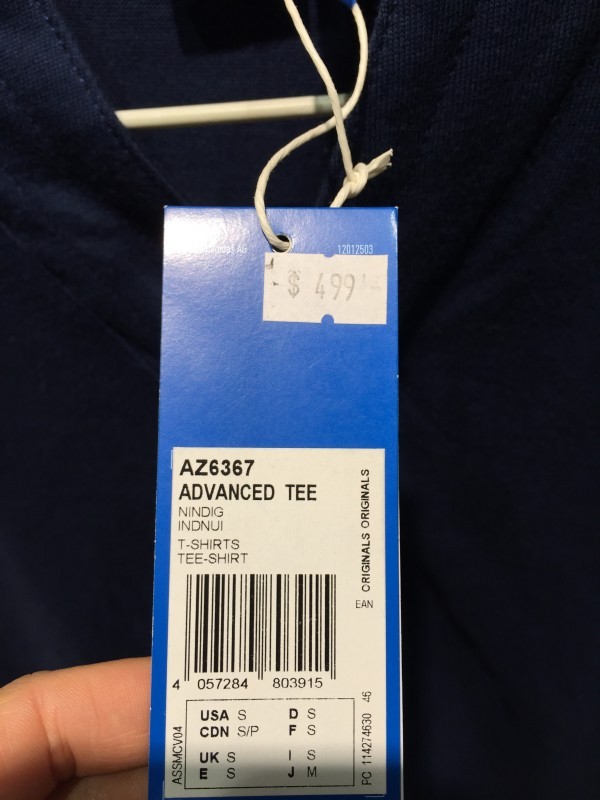 12012503
$ 499
AZ6367
ADVANCED TEE
NINDIG
INDNUI
T-SHIRTS
TEE-SHIRT
ORIGINALS ORIGINALS
EAN
4 057284 803915
USA S D S
CDN S/P F S
UK S I S
E S J M
ASSMCV04
PC 114274630 46